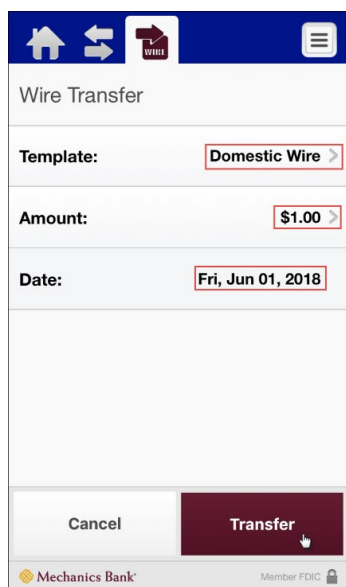 WIRE
Wire Transfer
Template: Domestic Wire
Amount: $1.00
Date: Fri, Jun 01, 2018
Cancel Transfer
Mechanics Bank Member FDIC